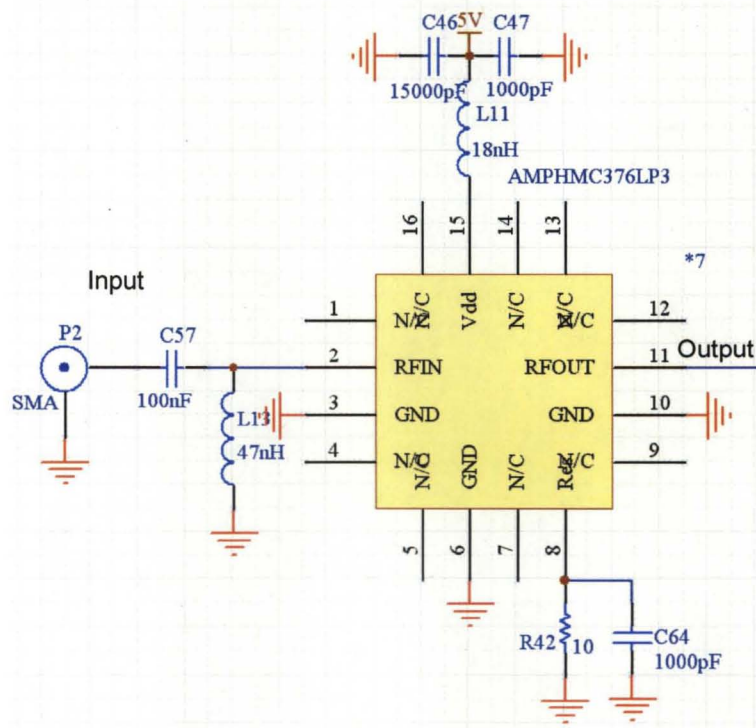 C46
5V
C47
15000pF
1000pF
L11
18nH
AMPHMC376LP3
16
15
14
13
*7
Input
P2
C57
SMA
100nF
L13
47nH
1
2
3
4
N/C
N/C
Vdd
N/C
N/C
N/C
RFIN
RFOUT
GND
GND
N/C
N/C
GND
N/C
N/C
12
11
10
9
Output
5
6
7
8
R42
10
C64
1000pF